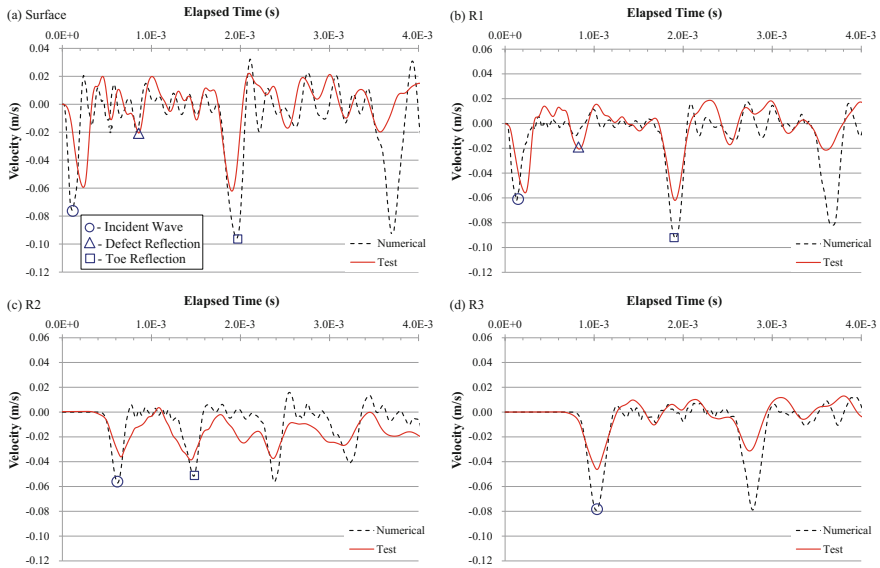 (a) Surface
Elapsed Time (s)
0.0E+0 1.0E-3 2.0E-3 3.0E-3 4.0E-3
0.04
0.02
0.00
-0.02
-0.04
-0.06
-0.08
-0.10
-0.12
Velocity (m/s)
- Incident Wave
- Defect Reflection
- Toe Reflection
Numerical
Test
(b) R1
Elapsed Time (s)
0.0E+0 1.0E-3 2.0E-3 3.0E-3 4.0E-3
0.06
0.04
0.02
0.00
-0.02
-0.04
-0.06
-0.08
-0.10
-0.12
Velocity (m/s)
Numerical
Test
(c) R2
Elapsed Time (s)
0.0E+0 1.0E-3 2.0E-3 3.0E-3 4.0E-3
0.06
0.04
0.02
0.00
-0.02
-0.04
-0.06
-0.08
-0.10
-0.12
Velocity (m/s)
Numerical
Test
(d) R3
Elapsed Time (s)
0.0E+0 1.0E-3 2.0E-3 3.0E-3 4.0E-3
0.06
0.04
0.02
0.00
-0.02
-0.04
-0.06
-0.08
-0.10
-0.12
Velocity (m/s)
Numerical
Test